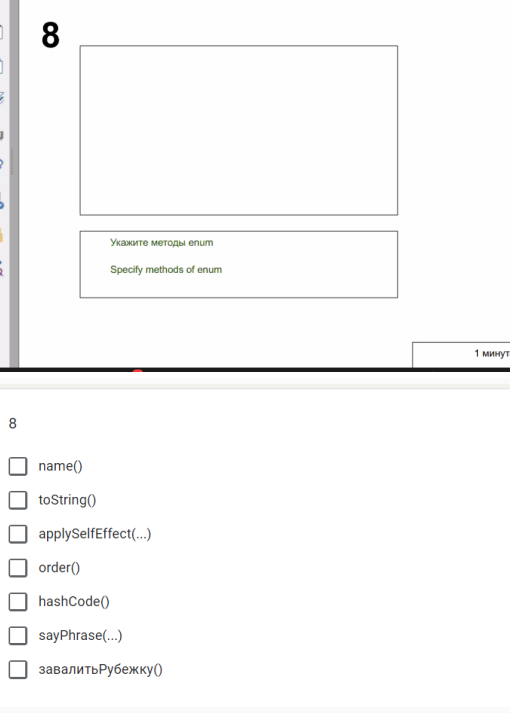 8
Укажите методы enum
Specify methods of enum
1 минут
8
name()
toString()
applySelfEffect(...)
order()
hashCode()
sayPhrase(...)
завалитьРубежку()